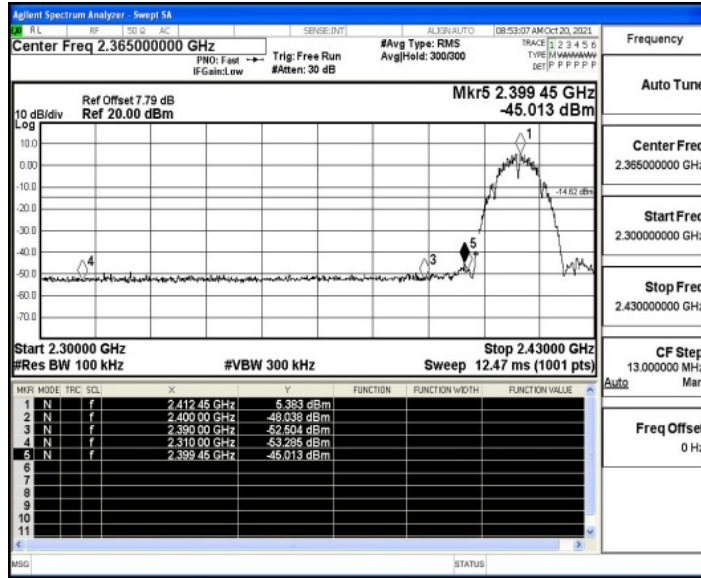 Agilent Spectrum Analyzer - Swept SA
RL RF 50 Ω AC SENSE:INT ALIGNAUTO 08:53:07 AM Oct 20, 2021
Center Freq 2.365000000 GHz
PNO: Fast
IFGain:Low
Trig: Free Run
#Atten: 30 dB
#Avg Type: RMS
Avg|Hold: 300/300
TRACE 1 2 3 4 5 6
TYPE
DET P P P P P P
Ref Offset 7.79 dB
Ref 20.00 dBm
10 dB/div
Log
Mkr5 2.399 45 GHz
-45.013 dBm
10.0
0.00
-10.0
-20.0
-30.0
-40.0
-50.0
-60.0
-70.0
1
-14.62 dBm
4
3
5
Start 2.30000 GHz
Stop 2.43000 GHz
#Res BW 100 kHz
#VBW 300 kHz
Sweep 12.47 ms (1001 pts)
MKR MODE TRC SCL X Y FUNCTION FUNCTION WIDTH FUNCTION VALUE
1 N f 2.412 45 GHz 5.383 dBm
2 N f 2.400 00 GHz -48.038 dBm
3 N f 2.390 00 GHz -52.504 dBm
4 N f 2.310 00 GHz -53.285 dBm
5 N f 2.399 45 GHz -45.013 dBm
6
7
8
9
10
11
MSG
STATUS
Frequency
Auto Tune
Center Freq
2.365000000 GHz
Start Freq
2.300000000 GHz
Stop Freq
2.430000000 GHz
CF Step
13.000000 MHz
Auto Man
Freq Offset
0 Hz